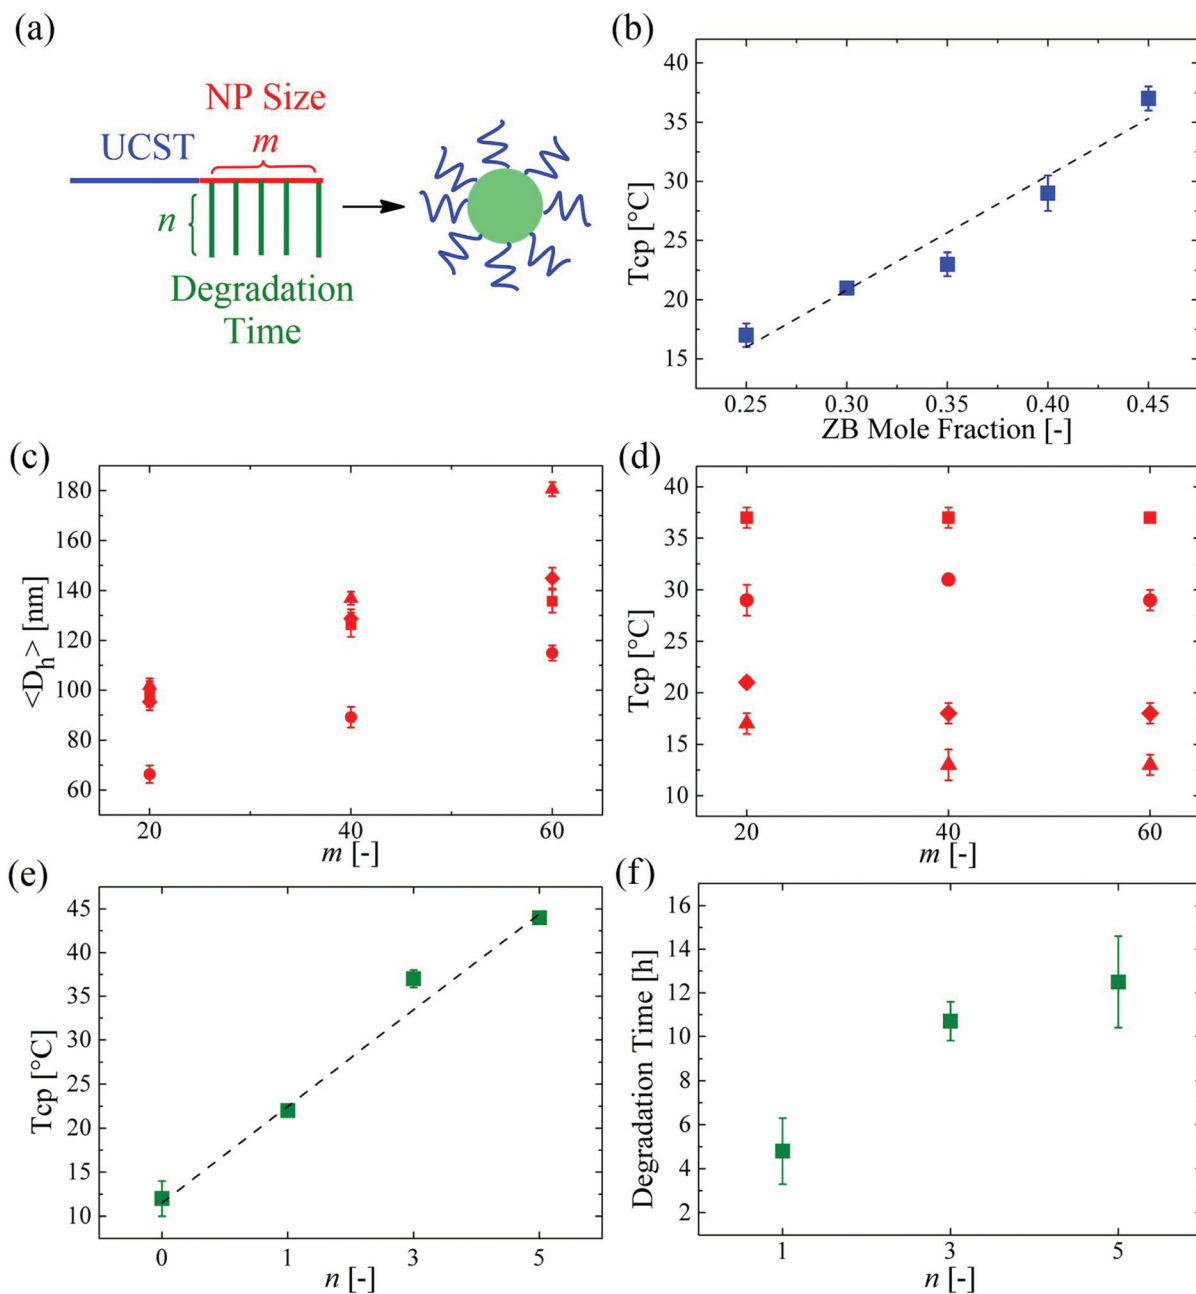 (a)
NP Size
UCST
m
n
Degradation
Time
(b)
Tcp [°C]
40
35
30
25
20
15
0.25 0.30 0.35 0.40 0.45
ZB Mole Fraction [-]
(c)
<D_h> [nm]
180
160
140
120
100
80
60
20 40 60
m [-]
(d)
Tcp [°C]
40
35
30
25
20
15
10
20 40 60
m [-]
(e)
Tcp [°C]
45
40
35
30
25
20
15
10
0 1 3 5
n [-]
(f)
Degradation Time [h]
16
14
12
10
8
6
4
2
1 3 5
n [-]